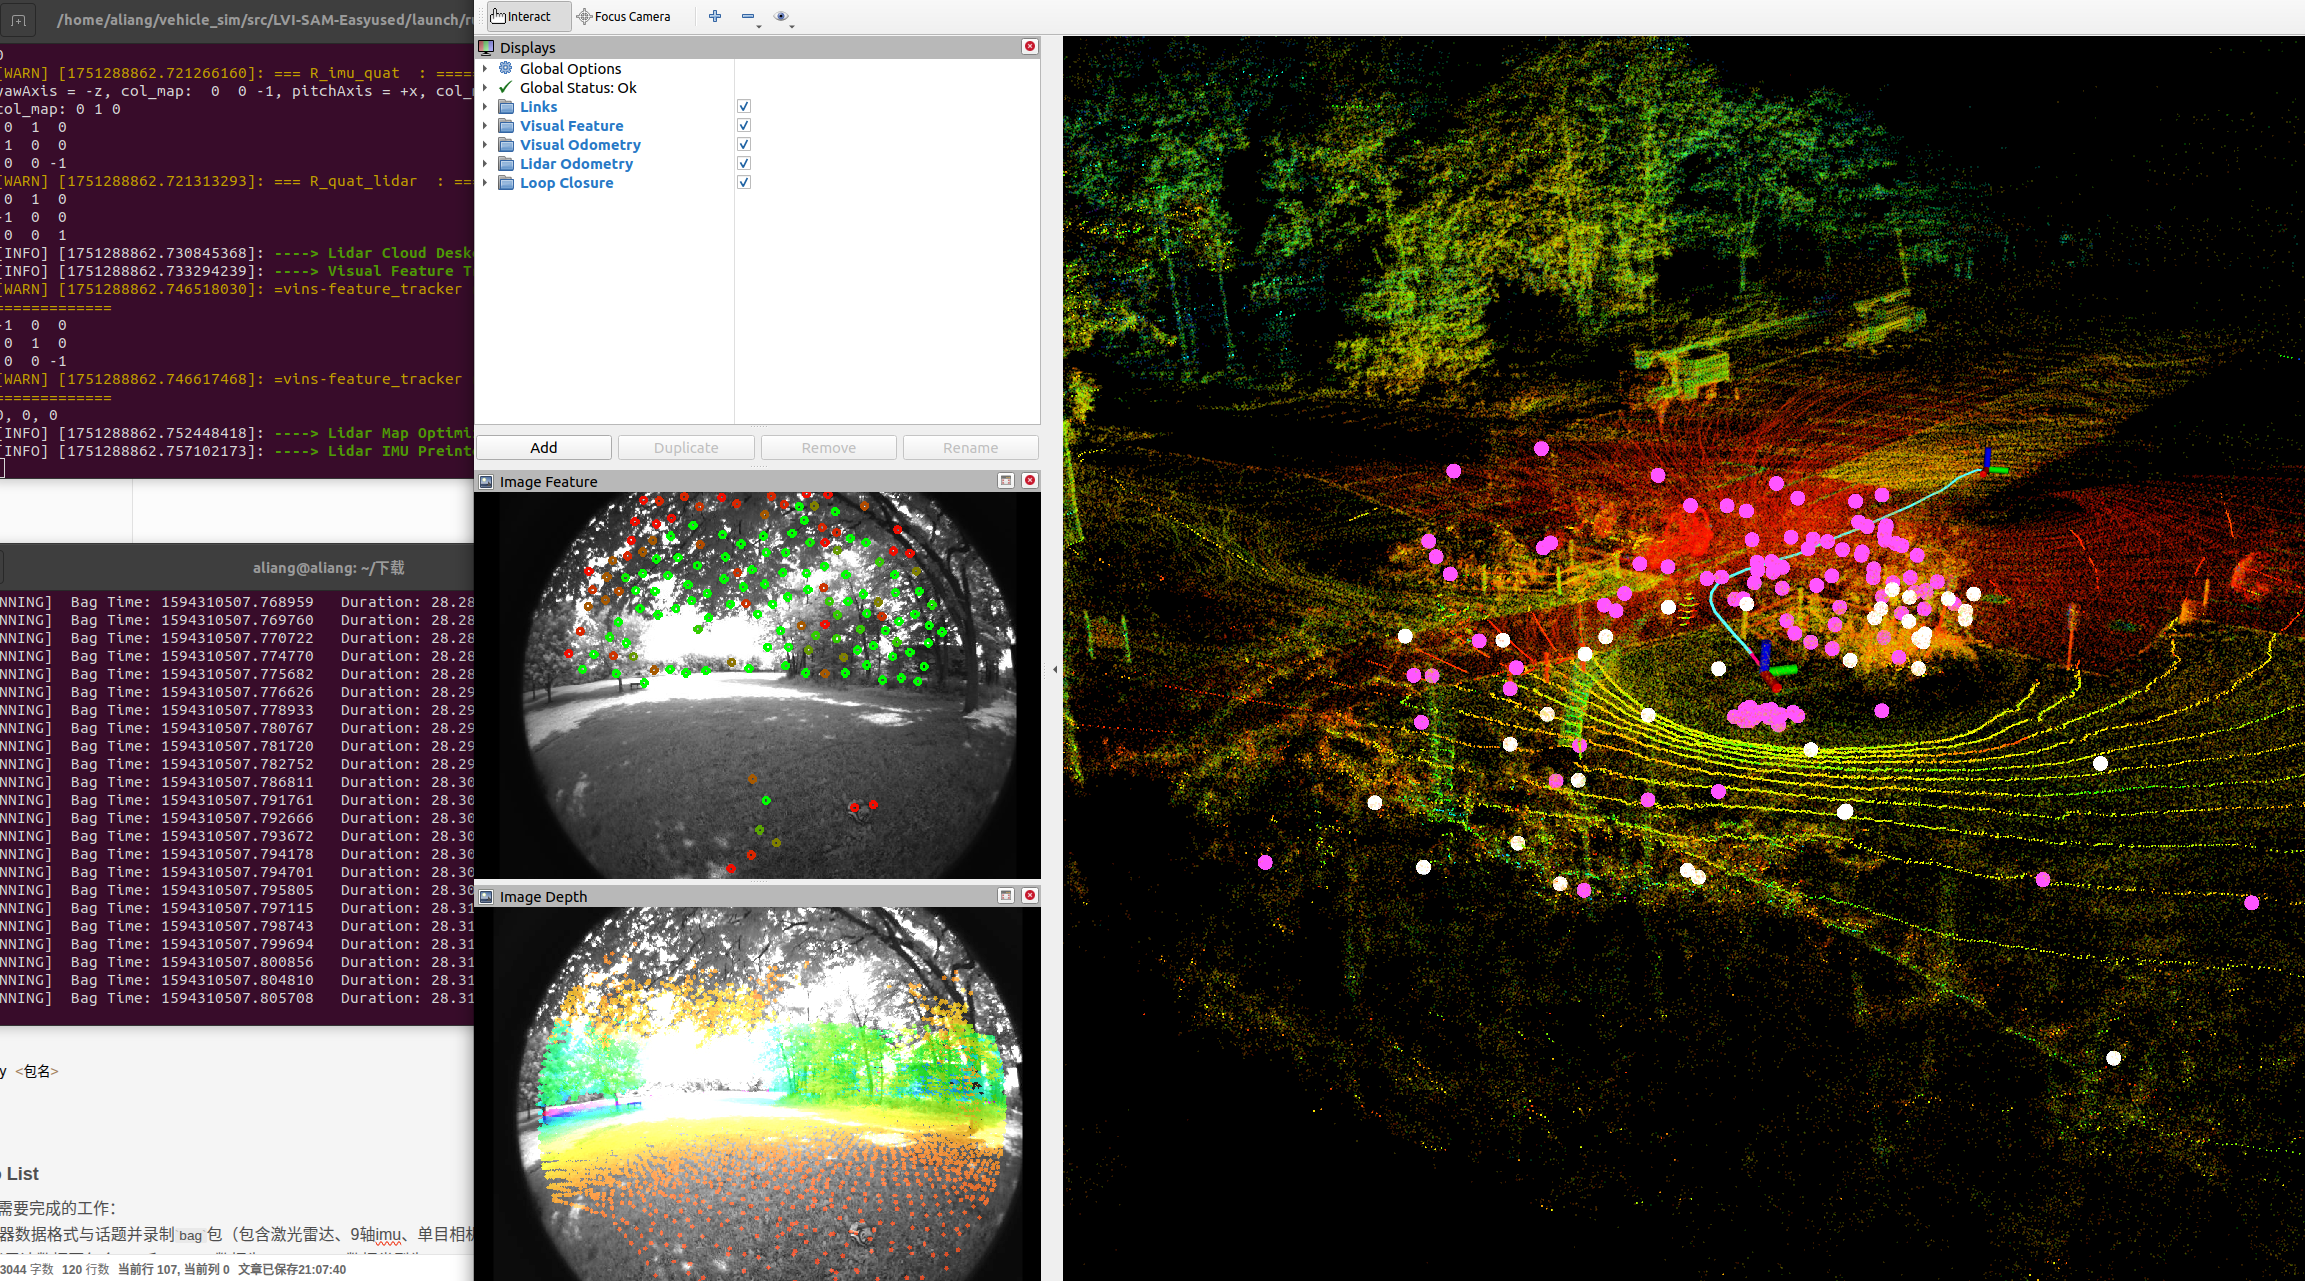 /home/aliang/vehicle_sim/src/LVI-SAM-Easyused/launch/ru
0
[WARN] [1751288862.721266160]: === R_imu_quat  : ====
yawAxis = -z, col_map:  0  0 -1, pitchAxis = +x, col_m
col_map: 0 1 0
0  1  0
1  0  0
0  0 -1
[WARN] [1751288862.721313293]: === R_quat_lidar  : ===
0  1  0
-1  0  0
0  0  1
[INFO] [1751288862.730845368]: ----> Lidar Cloud Desk
[INFO] [1751288862.733294239]: ----> Visual Feature T
[WARN] [1751288862.746518030]: =vins-feature_tracker
=============
-1  0  0
0  1  0
0  0 -1
[WARN] [1751288862.746617468]: =vins-feature_tracker
=============
0, 0, 0
[INFO] [1751288862.752448418]: ----> Lidar Map Optimi
[INFO] [1751288862.757102173]: ----> Lidar IMU Preint
aliang@aliang: ~/下载
NNING]  Bag Time: 1594310507.768959   Duration: 28.28
NNING]  Bag Time: 1594310507.769760   Duration: 28.28
NNING]  Bag Time: 1594310507.770722   Duration: 28.28
NNING]  Bag Time: 1594310507.774770   Duration: 28.28
NNING]  Bag Time: 1594310507.775682   Duration: 28.28
NNING]  Bag Time: 1594310507.776626   Duration: 28.29
NNING]  Bag Time: 1594310507.778933   Duration: 28.29
NNING]  Bag Time: 1594310507.780767   Duration: 28.29
NNING]  Bag Time: 1594310507.781720   Duration: 28.29
NNING]  Bag Time: 1594310507.782752   Duration: 28.29
NNING]  Bag Time: 1594310507.786811   Duration: 28.30
NNING]  Bag Time: 1594310507.791761   Duration: 28.30
NNING]  Bag Time: 1594310507.792666   Duration: 28.30
NNING]  Bag Time: 1594310507.793672   Duration: 28.30
NNING]  Bag Time: 1594310507.794178   Duration: 28.30
NNING]  Bag Time: 1594310507.794701   Duration: 28.30
NNING]  Bag Time: 1594310507.795805   Duration: 28.30
NNING]  Bag Time: 1594310507.797115   Duration: 28.31
NNING]  Bag Time: 1594310507.798743   Duration: 28.31
NNING]  Bag Time: 1594310507.799694   Duration: 28.31
NNING]  Bag Time: 1594310507.800856   Duration: 28.31
NNING]  Bag Time: 1594310507.804810   Duration: 28.31
NNING]  Bag Time: 1594310507.805708   Duration: 28.31
y <包名>
List
需要完成的工作：
器数据格式与话题并录制 bag 包（包含激光雷达、9轴imu、单目相机
3044 字数  120 行数  当前行 107, 当前列 0  文章已保存21:07:40
Interact
Focus Camera
Displays
Global Options
Global Status: Ok
Links
Visual Feature
Visual Odometry
Lidar Odometry
Loop Closure
Add
Duplicate
Remove
Rename
Image Feature
Image Depth